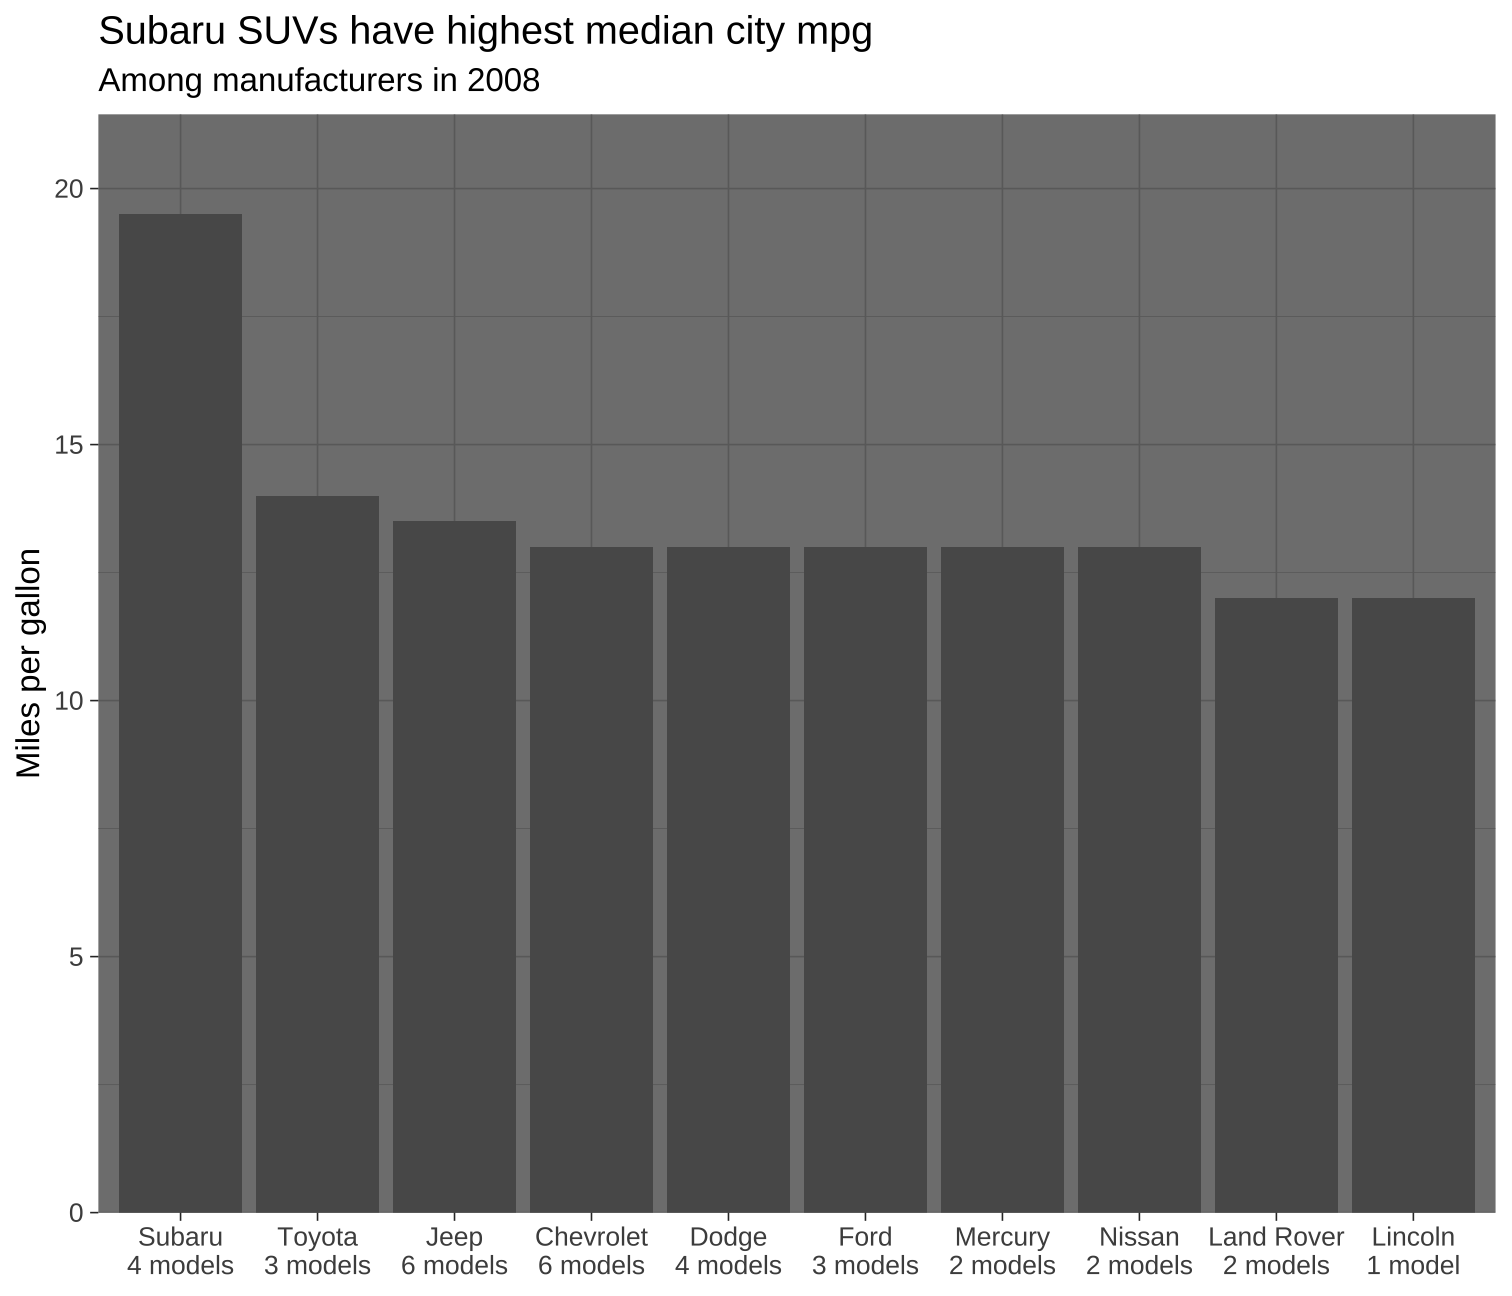 Subaru SUVs have highest median city mpg
Among manufacturers in 2008
Miles per gallon
20
15
10
5
0
Subaru Toyota Jeep Chevrolet Dodge Ford Mercury Nissan Land Rover Lincoln
4 models 3 models 6 models 6 models 4 models 3 models 2 models 2 models 2 models 1 model